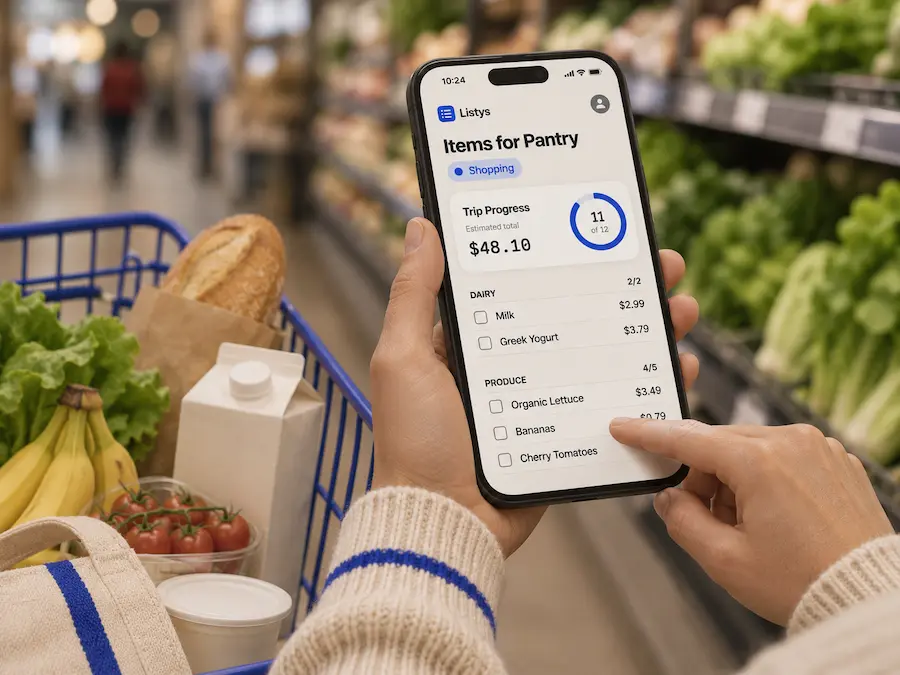 10:24
Listys
Items for Pantry
Shopping
Trip Progress
Estimated total
$48.10
11
of 12
DAIRY 2/2
Milk $2.99
Greek Yogurt $3.79
PRODUCE 4/5
Organic Lettuce $3.49
Bananas
Cherry Tomatoes